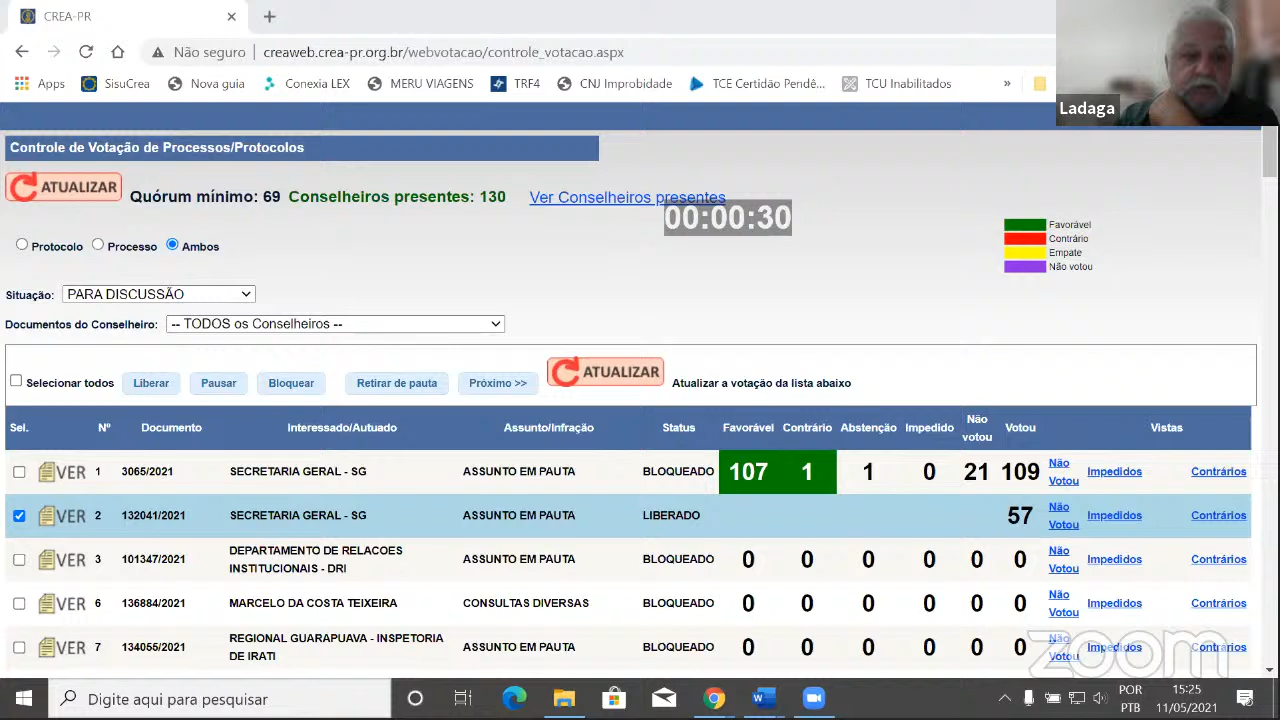 CREA-PR
Não seguro creaweb.crea-pr.org.br/webvotacao/controle_votacao.aspx
Apps SisuCrea Nova guia Conexia LEX MERU VIAGENS TRF4 CNJ Improbidade TCE Certidão Pendê... TCU Inabilitados »
Ladaga
Controle de Votação de Processos/Protocolos
ATUALIZAR Quórum mínimo: 69 Conselheiros presentes: 130 Ver Conselheiros presentes
00:00:30
Favorável
Contrário
Empate
Não votou
Protocolo Processo Ambos
Situação: PARA DISCUSSÃO
Documentos do Conselheiro: -- TODOS os Conselheiros --
Selecionar todos Liberar Pausar Bloquear Retirar de pauta Próximo >> ATUALIZAR Atualizar a votação da lista abaixo
Sel. Nº Documento Interessado/Autuado Assunto/Infração Status Favorável Contrário Abstenção Impedido Não votou Votou Vistas
VER 1 3065/2021 SECRETARIA GERAL - SG ASSUNTO EM PAUTA BLOQUEADO 107 1 1 0 21 109 Não Votou Impedidos Contrários
VER 2 132041/2021 SECRETARIA GERAL - SG ASSUNTO EM PAUTA LIBERADO 57 Não Votou Impedidos Contrários
VER 3 101347/2021 DEPARTAMENTO DE RELACOES INSTITUCIONAIS - DRI ASSUNTO EM PAUTA BLOQUEADO 0 0 0 0 0 0 Não Votou Impedidos Contrários
VER 6 136884/2021 MARCELO DA COSTA TEIXEIRA CONSULTAS DIVERSAS BLOQUEADO 0 0 0 0 0 0 Não Votou Impedidos Contrários
VER 7 134055/2021 REGIONAL GUARAPUAVA - INSPETORIA DE IRATI ASSUNTO EM PAUTA BLOQUEADO 0 0 0 0 0 0 Não Votou Impedidos Contrários
zoom
Digite aqui para pesquisar
POR
PTB
15:25
11/05/2021